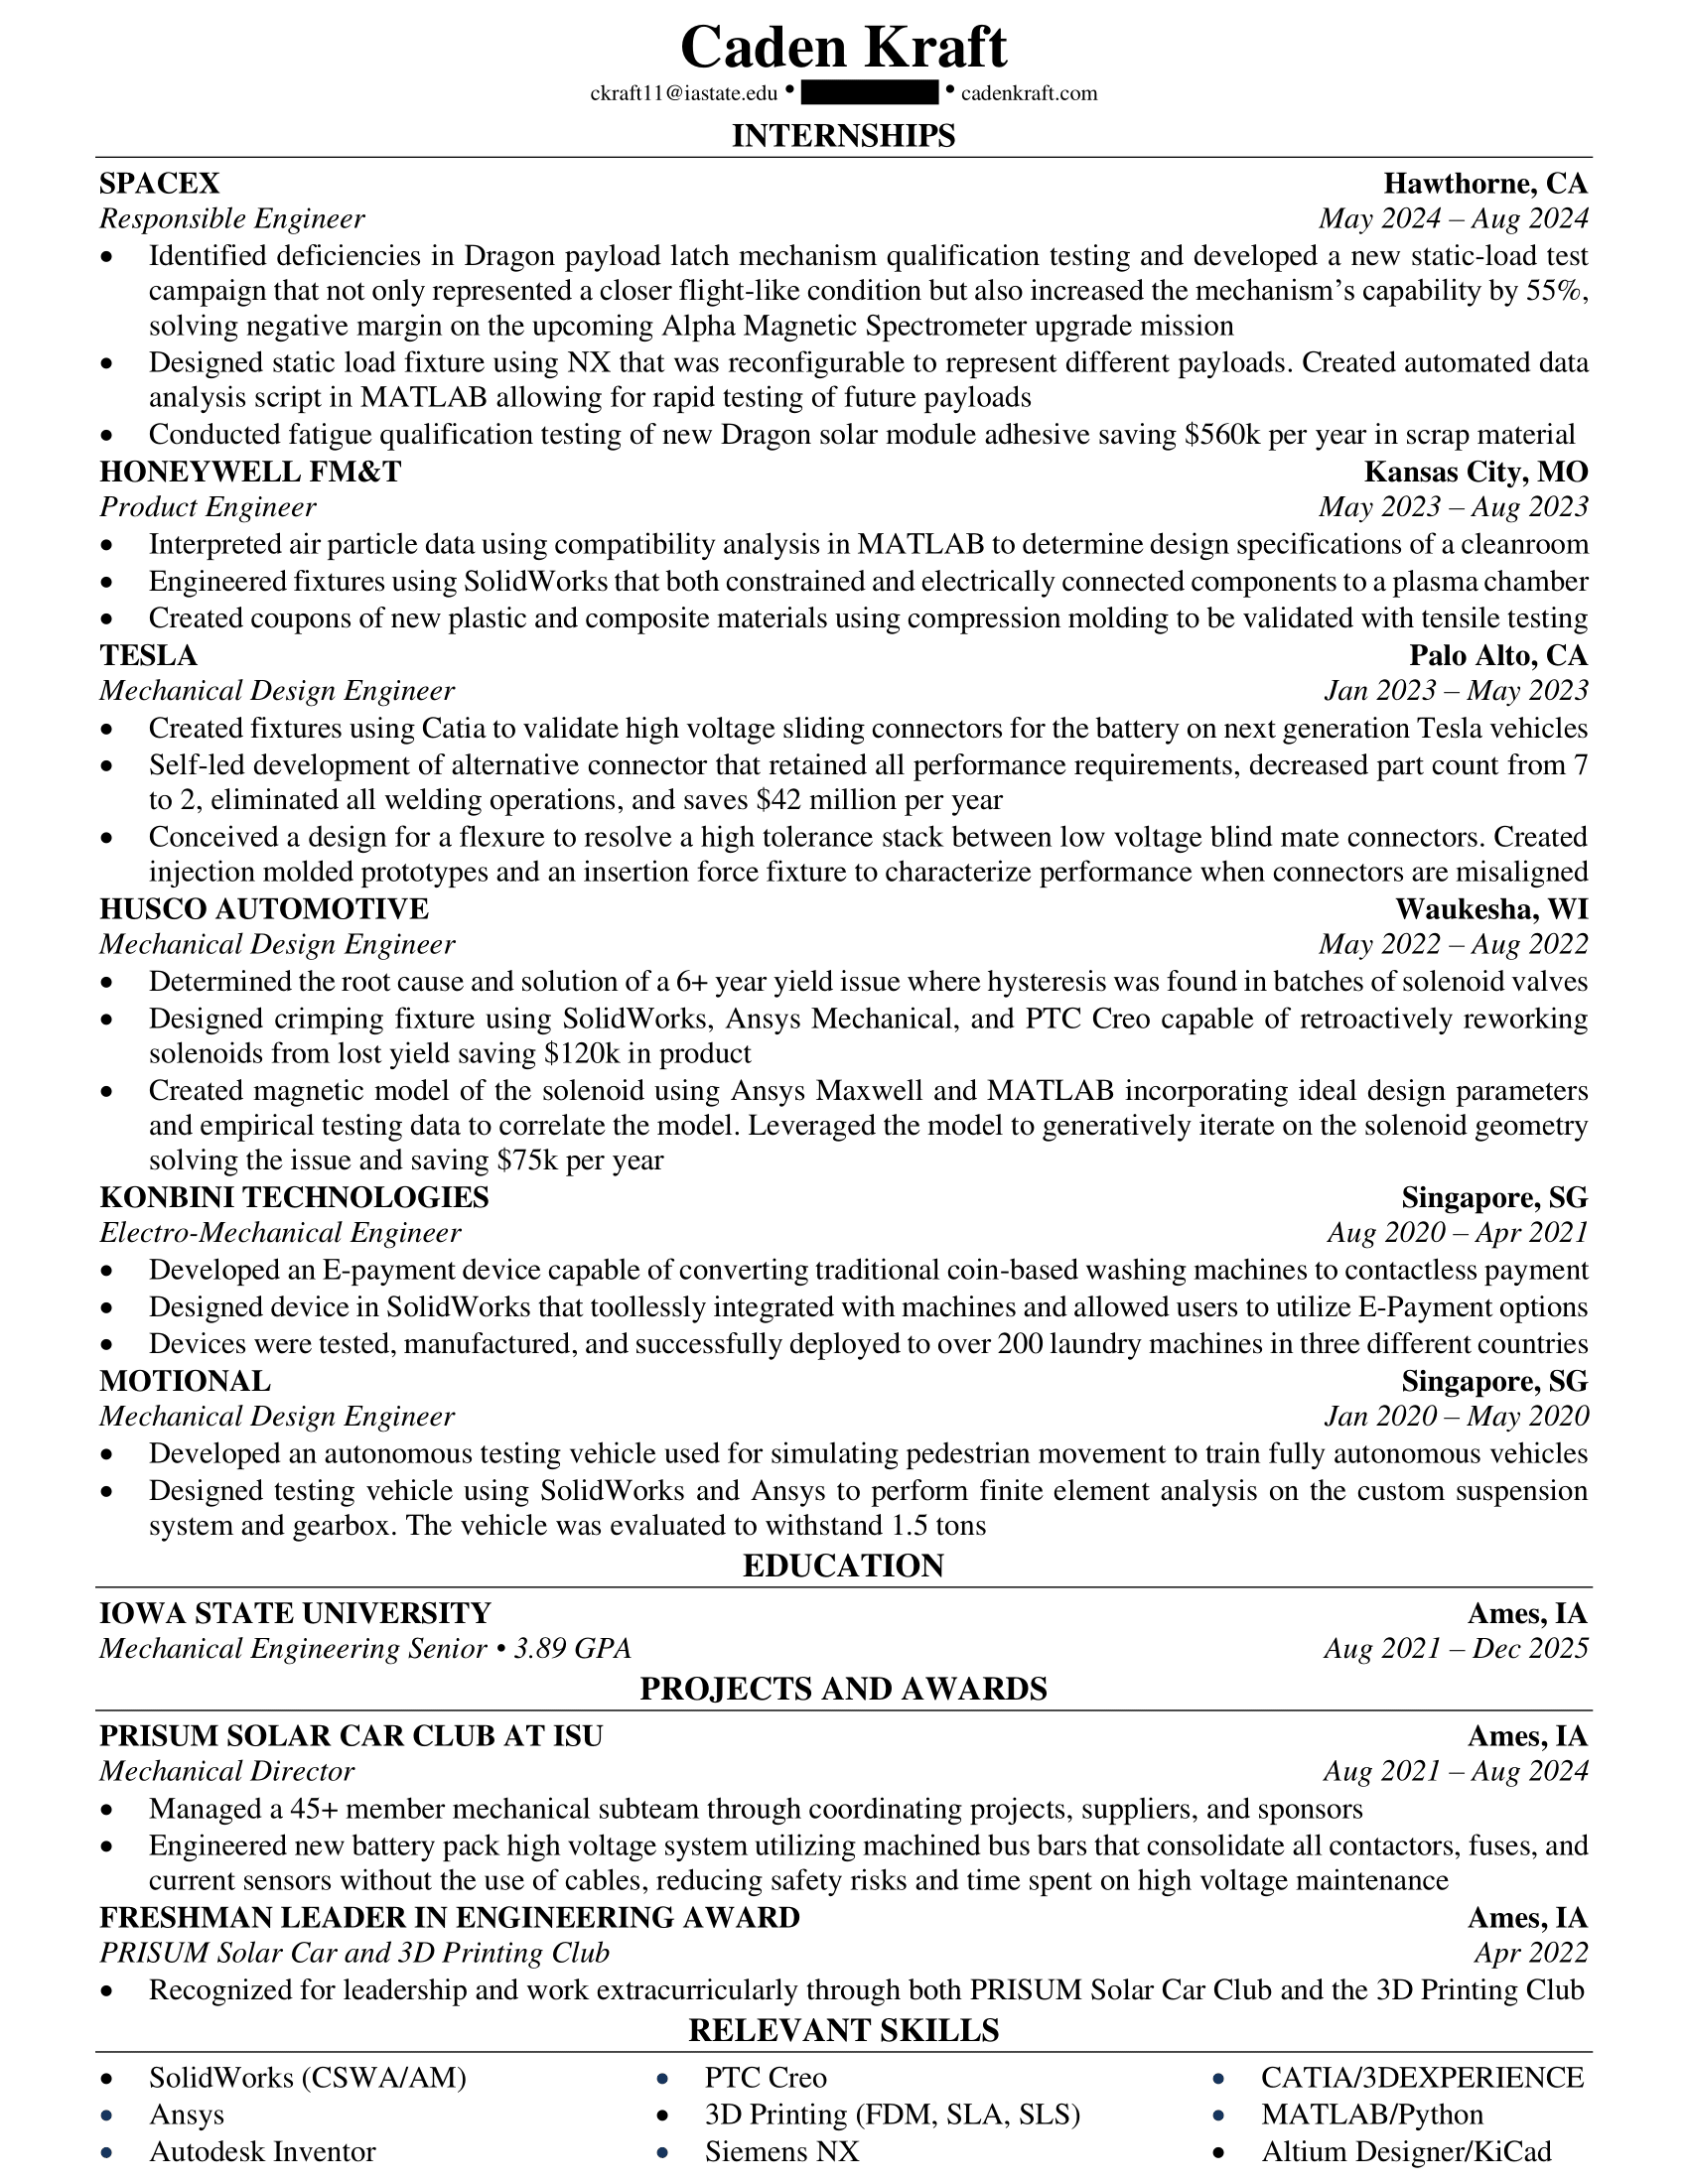 Caden Kraft
ckraft11@iastate.edu • • cadenkraft.com
INTERNSHIPS
SPACEX Hawthorne, CA
Responsible Engineer May 2024 – Aug 2024
• Identified deficiencies in Dragon payload latch mechanism qualification testing and developed a new static-load test
campaign that not only represented a closer flight-like condition but also increased the mechanism’s capability by 55%,
solving negative margin on the upcoming Alpha Magnetic Spectrometer upgrade mission
• Designed static load fixture using NX that was reconfigurable to represent different payloads. Created automated data
analysis script in MATLAB allowing for rapid testing of future payloads
• Conducted fatigue qualification testing of new Dragon solar module adhesive saving $560k per year in scrap material
HONEYWELL FM&T Kansas City, MO
Product Engineer May 2023 – Aug 2023
• Interpreted air particle data using compatibility analysis in MATLAB to determine design specifications of a cleanroom
• Engineered fixtures using SolidWorks that both constrained and electrically connected components to a plasma chamber
• Created coupons of new plastic and composite materials using compression molding to be validated with tensile testing
TESLA Palo Alto, CA
Mechanical Design Engineer Jan 2023 – May 2023
• Created fixtures using Catia to validate high voltage sliding connectors for the battery on next generation Tesla vehicles
• Self-led development of alternative connector that retained all performance requirements, decreased part count from 7
to 2, eliminated all welding operations, and saves $42 million per year
• Conceived a design for a flexure to resolve a high tolerance stack between low voltage blind mate connectors. Created
injection molded prototypes and an insertion force fixture to characterize performance when connectors are misaligned
HUSCO AUTOMOTIVE Waukesha, WI
Mechanical Design Engineer May 2022 – Aug 2022
• Determined the root cause and solution of a 6+ year yield issue where hysteresis was found in batches of solenoid valves
• Designed crimping fixture using SolidWorks, Ansys Mechanical, and PTC Creo capable of retroactively reworking
solenoids from lost yield saving $120k in product
• Created magnetic model of the solenoid using Ansys Maxwell and MATLAB incorporating ideal design parameters
and empirical testing data to correlate the model. Leveraged the model to generatively iterate on the solenoid geometry
solving the issue and saving $75k per year
KONBINI TECHNOLOGIES Singapore, SG
Electro-Mechanical Engineer Aug 2020 – Apr 2021
• Developed an E-payment device capable of converting traditional coin-based washing machines to contactless payment
• Designed device in SolidWorks that toollessly integrated with machines and allowed users to utilize E-Payment options
• Devices were tested, manufactured, and successfully deployed to over 200 laundry machines in three different countries
MOTIONAL Singapore, SG
Mechanical Design Engineer Jan 2020 – May 2020
• Developed an autonomous testing vehicle used for simulating pedestrian movement to train fully autonomous vehicles
• Designed testing vehicle using SolidWorks and Ansys to perform finite element analysis on the custom suspension
system and gearbox. The vehicle was evaluated to withstand 1.5 tons
EDUCATION
IOWA STATE UNIVERSITY Ames, IA
Mechanical Engineering Senior • 3.89 GPA Aug 2021 – Dec 2025
PROJECTS AND AWARDS
PRISUM SOLAR CAR CLUB AT ISU Ames, IA
Mechanical Director Aug 2021 – Aug 2024
• Managed a 45+ member mechanical subteam through coordinating projects, suppliers, and sponsors
• Engineered new battery pack high voltage system utilizing machined bus bars that consolidate all contactors, fuses, and
current sensors without the use of cables, reducing safety risks and time spent on high voltage maintenance
FRESHMAN LEADER IN ENGINEERING AWARD Ames, IA
PRISUM Solar Car and 3D Printing Club Apr 2022
• Recognized for leadership and work extracurricularly through both PRISUM Solar Car Club and the 3D Printing Club
RELEVANT SKILLS
• SolidWorks (CSWA/AM) • PTC Creo • CATIA/3DEXPERIENCE
• Ansys • 3D Printing (FDM, SLA, SLS) • MATLAB/Python
• Autodesk Inventor • Siemens NX • Altium Designer/KiCad